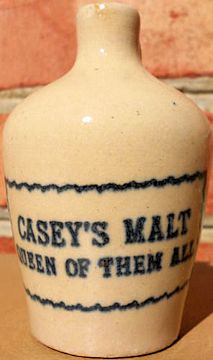 CASEY'S MALT
QUEEN OF THEM ALL